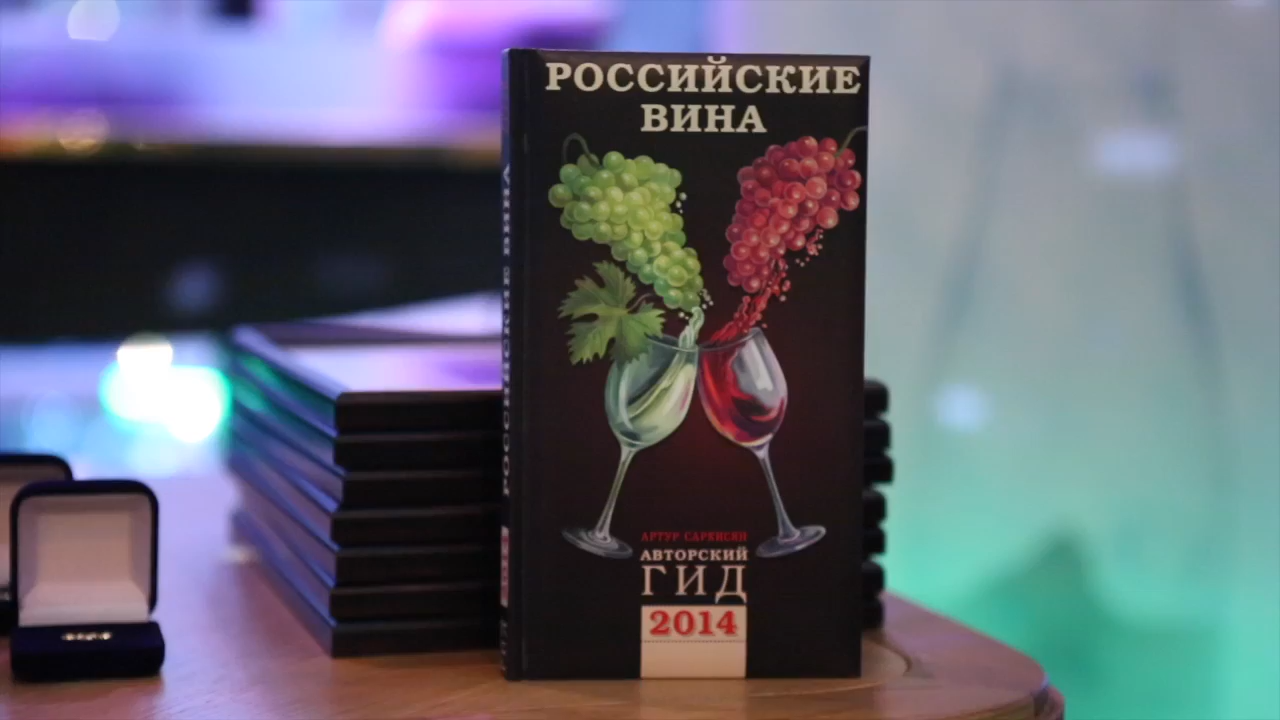 РОССИЙСКИЕ
ВИНА
АРТУР САРКИСЯН
АВТОРСКИЙ
ГИД
2014
РОССИЙСКИЕ ВИНА